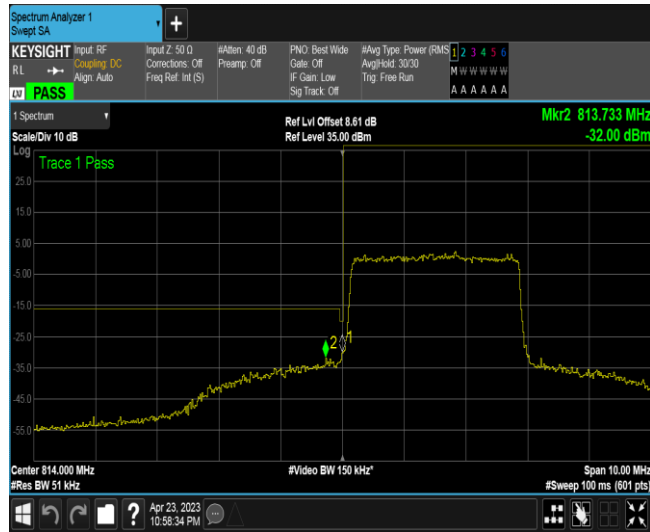 Spectrum Analyzer 1
Swept SA
KEYSIGHT
RL
LXI PASS
Input: RF
Coupling: DC
Align: Auto
Input Z: 50 Ω
Corrections: Off
Freq Ref: Int (S)
#Atten: 40 dB
Preamp: Off
PNO: Best Wide
Gate: Off
IF Gain: Low
Sig Track: Off
#Avg Type: Power (RMS
Avg|Hold: 30/30
Trig: Free Run
1 2 3 4 5 6
M W W W W W
A A A A A A
1 Spectrum
Scale/Div 10 dB
Ref Lvl Offset 8.61 dB
Ref Level 35.00 dBm
Mkr2 813.733 MHz
-32.00 dBm
Log
Trace 1 Pass
25.0
15.0
5.00
-5.00
-15.0
-25.0
-35.0
-45.0
-55.0
2 1
Center 814.000 MHz
#Res BW 51 kHz
#Video BW 150 kHz*
Span 10.00 MHz
#Sweep 100 ms (601 pts)
?
Apr 23, 2023
10:58:34 PM